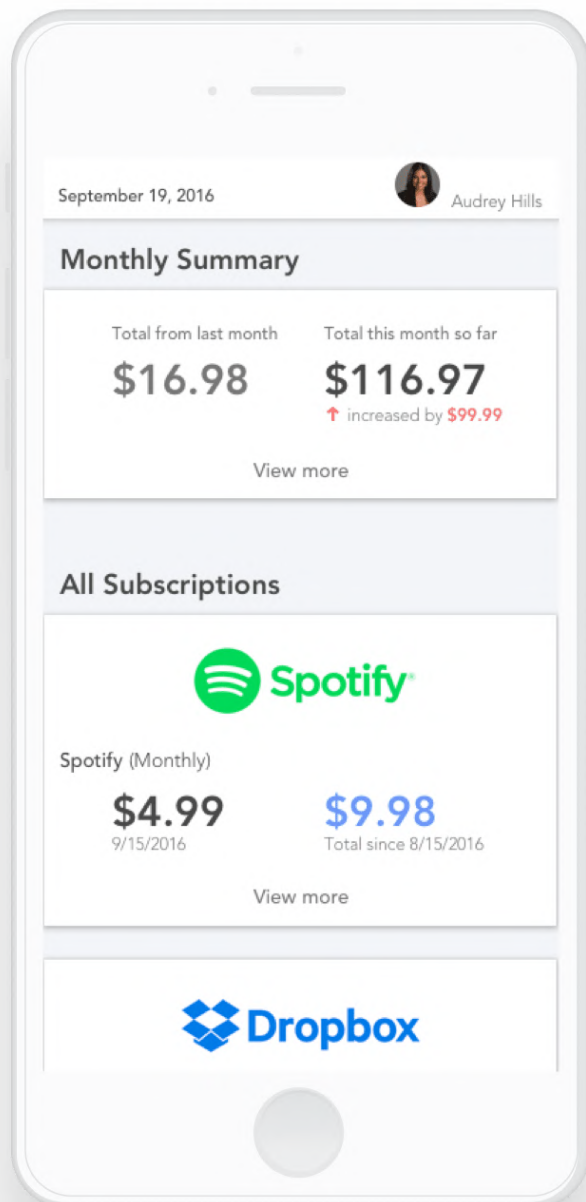 September 19, 2016
Audrey Hills
Monthly Summary
Total from last month
Total this month so far
$16.98
$116.97
↑ increased by $99.99
View more
All Subscriptions
Spotify®
Spotify (Monthly)
$4.99
$9.98
9/15/2016
Total since 8/15/2016
View more
Dropbox